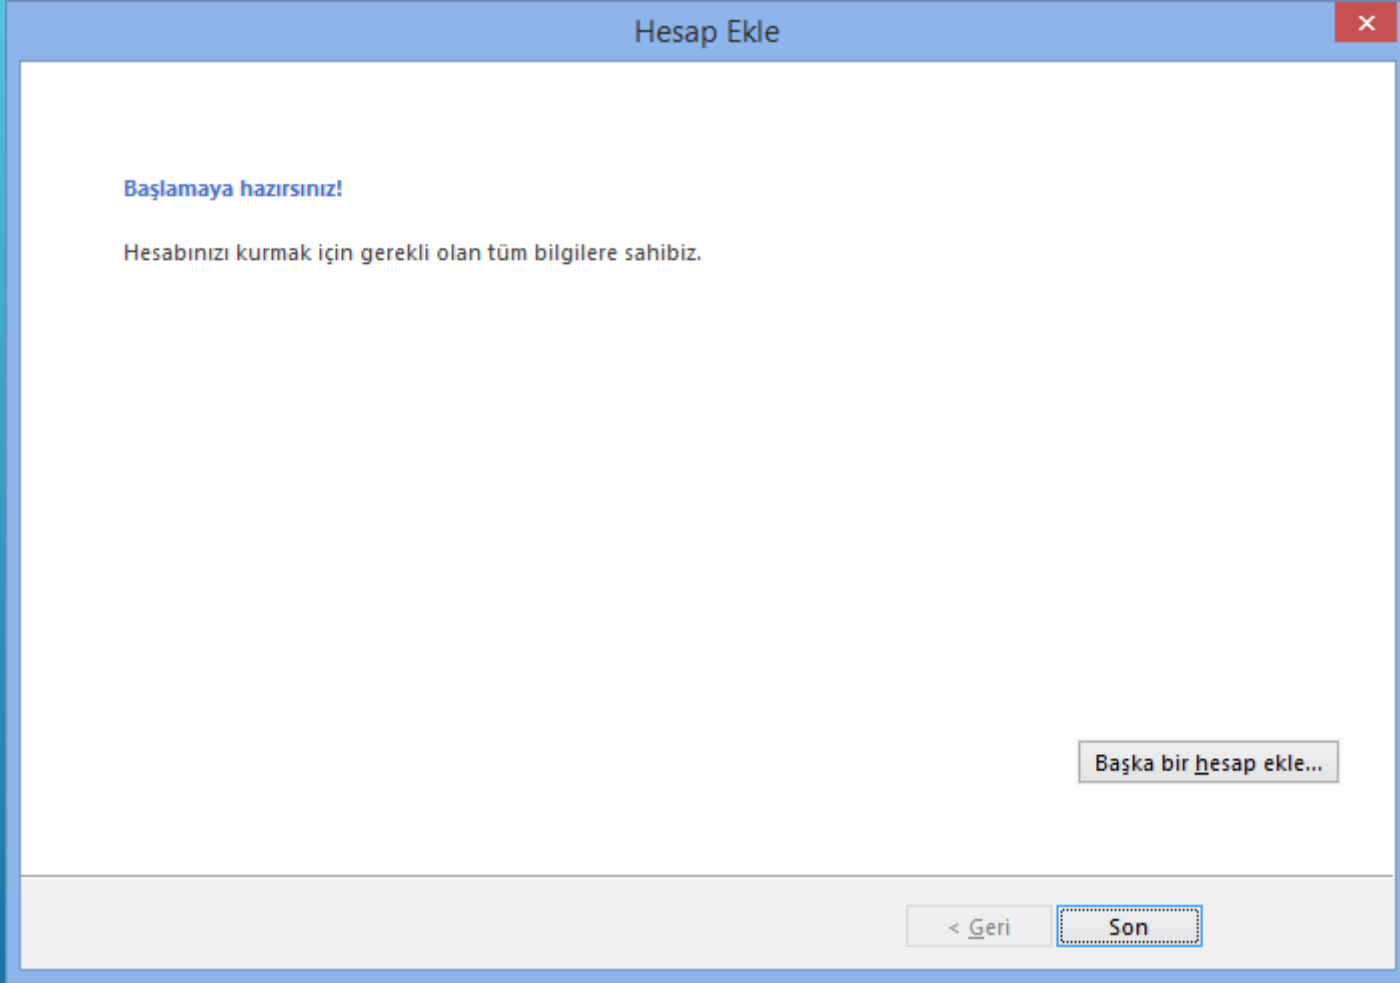 Hesap Ekle
Başlamaya hazırsınız!
Hesabınızı kurmak için gerekli olan tüm bilgilere sahibiz.
Başka bir hesap ekle...
< Geri
Son